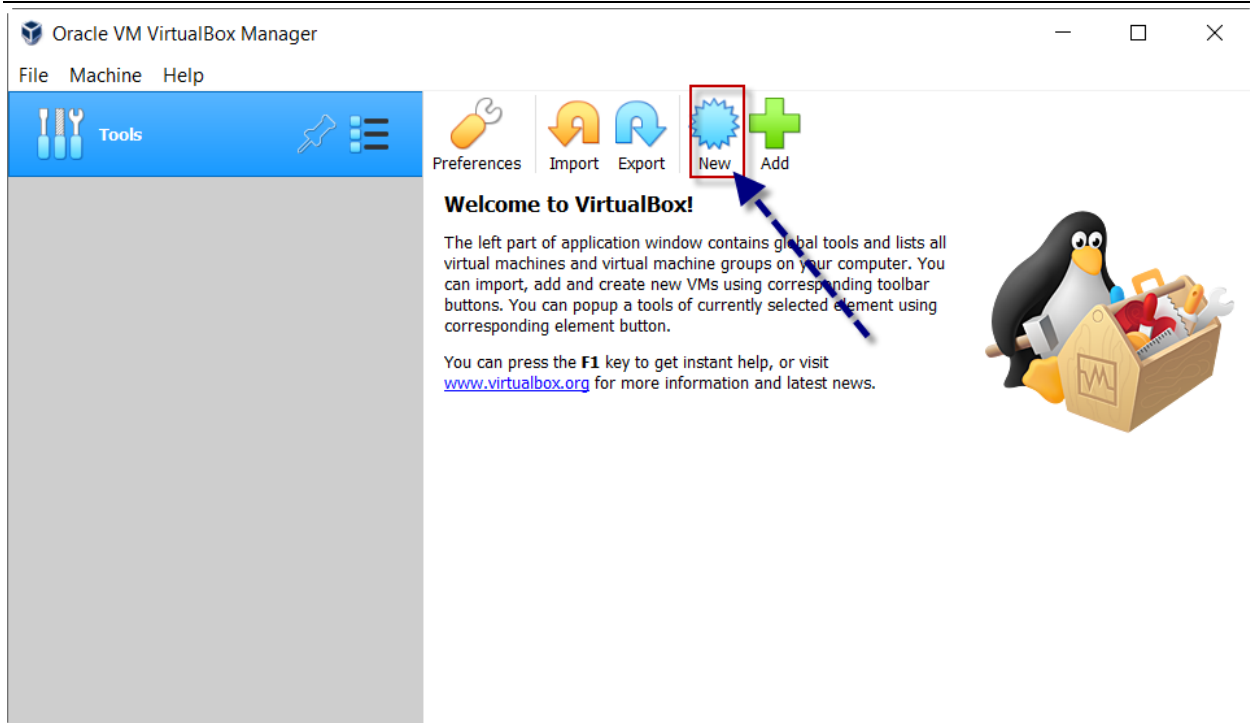 Oracle VM VirtualBox Manager
File Machine Help
Tools
Preferences Import Export New Add
Welcome to VirtualBox!
The left part of application window contains global tools and lists all
virtual machines and virtual machine groups on your computer. You
can import, add and create new VMs using corresponding toolbar
buttons. You can popup a tools of currently selected element using
corresponding element button.
You can press the F1 key to get instant help, or visit
www.virtualbox.org for more information and latest news.